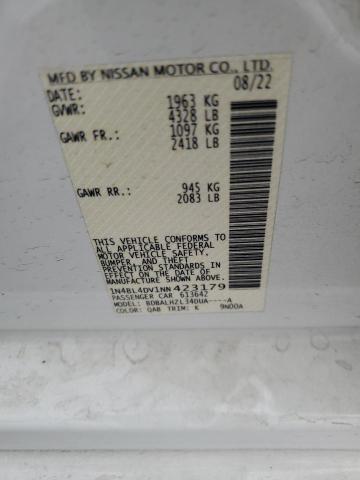 MFD BY NISSAN MOTOR CO., LTD.
DATE: 08/22
GVWR: 1963 KG
4328 LB
GAWR FR.: 1097 KG
2418 LB
GAWR RR.: 945 KG
2083 LB
THIS VEHICLE CONFORMS TO
ALL APPLICABLE FEDERAL
MOTOR VEHICLE SAFETY,
BUMPER, AND THEFT
PREVENTION STANDARDS
IN EFFECT ON THE DATE OF
MANUFACTURE SHOWN ABOVE.
1N4BL4DV1NN423179
PASSENGER CAR 613642
MODEL: BDBALHZL34DUA----A
COLOR: QAB TRIM: K 9N00A